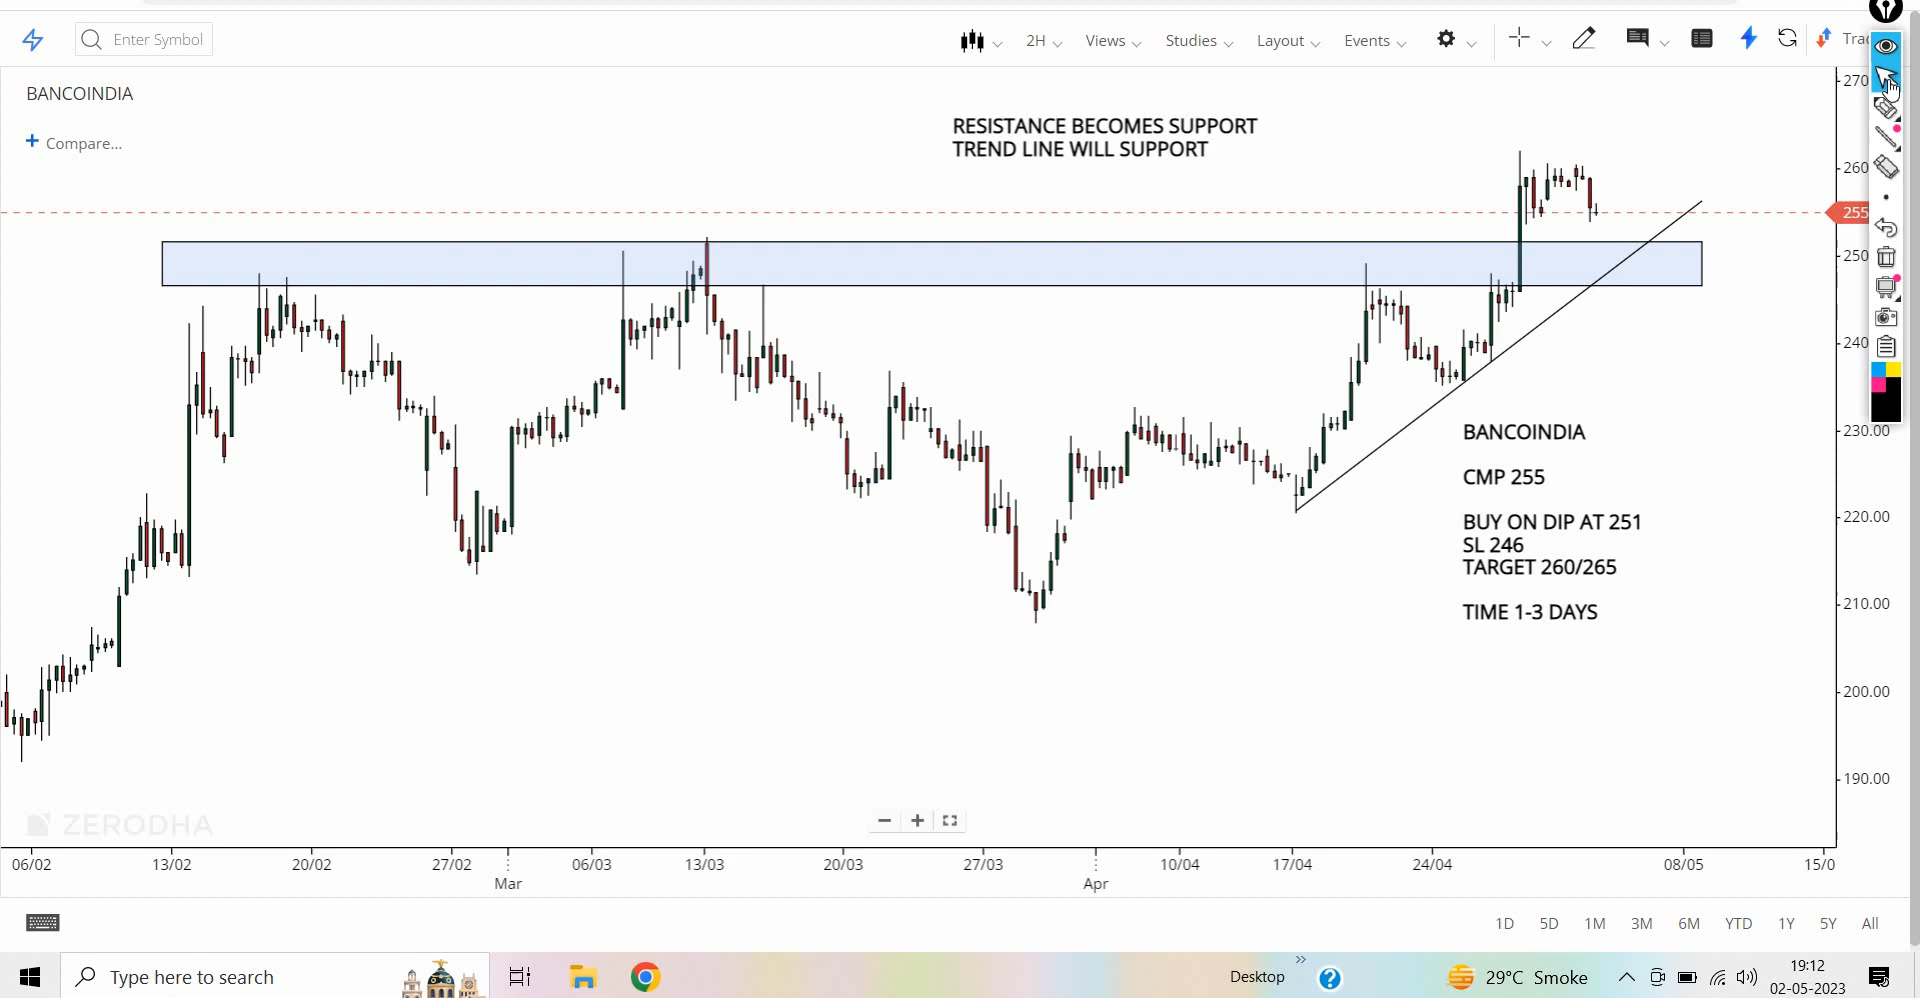 Enter Symbol
2H
Views
Studies
Layout
Events
BANCOINDIA
Compare...
RESISTANCE BECOMES SUPPORT
TREND LINE WILL SUPPORT
270
260
255
250
240
230.00
220.00
210.00
200.00
190.00
BANCOINDIA
CMP 255
BUY ON DIP AT 251
SL 246
TARGET 260/265
TIME 1-3 DAYS
ZERODHA
06/02 13/02 20/02 27/02 06/03 13/03 20/03 27/03 10/04 17/04 24/04 08/05 15/0
Mar Apr
1D 5D 1M 3M 6M YTD 1Y 5Y All
Type here to search
Desktop
29°C Smoke
19:12
02-05-2023